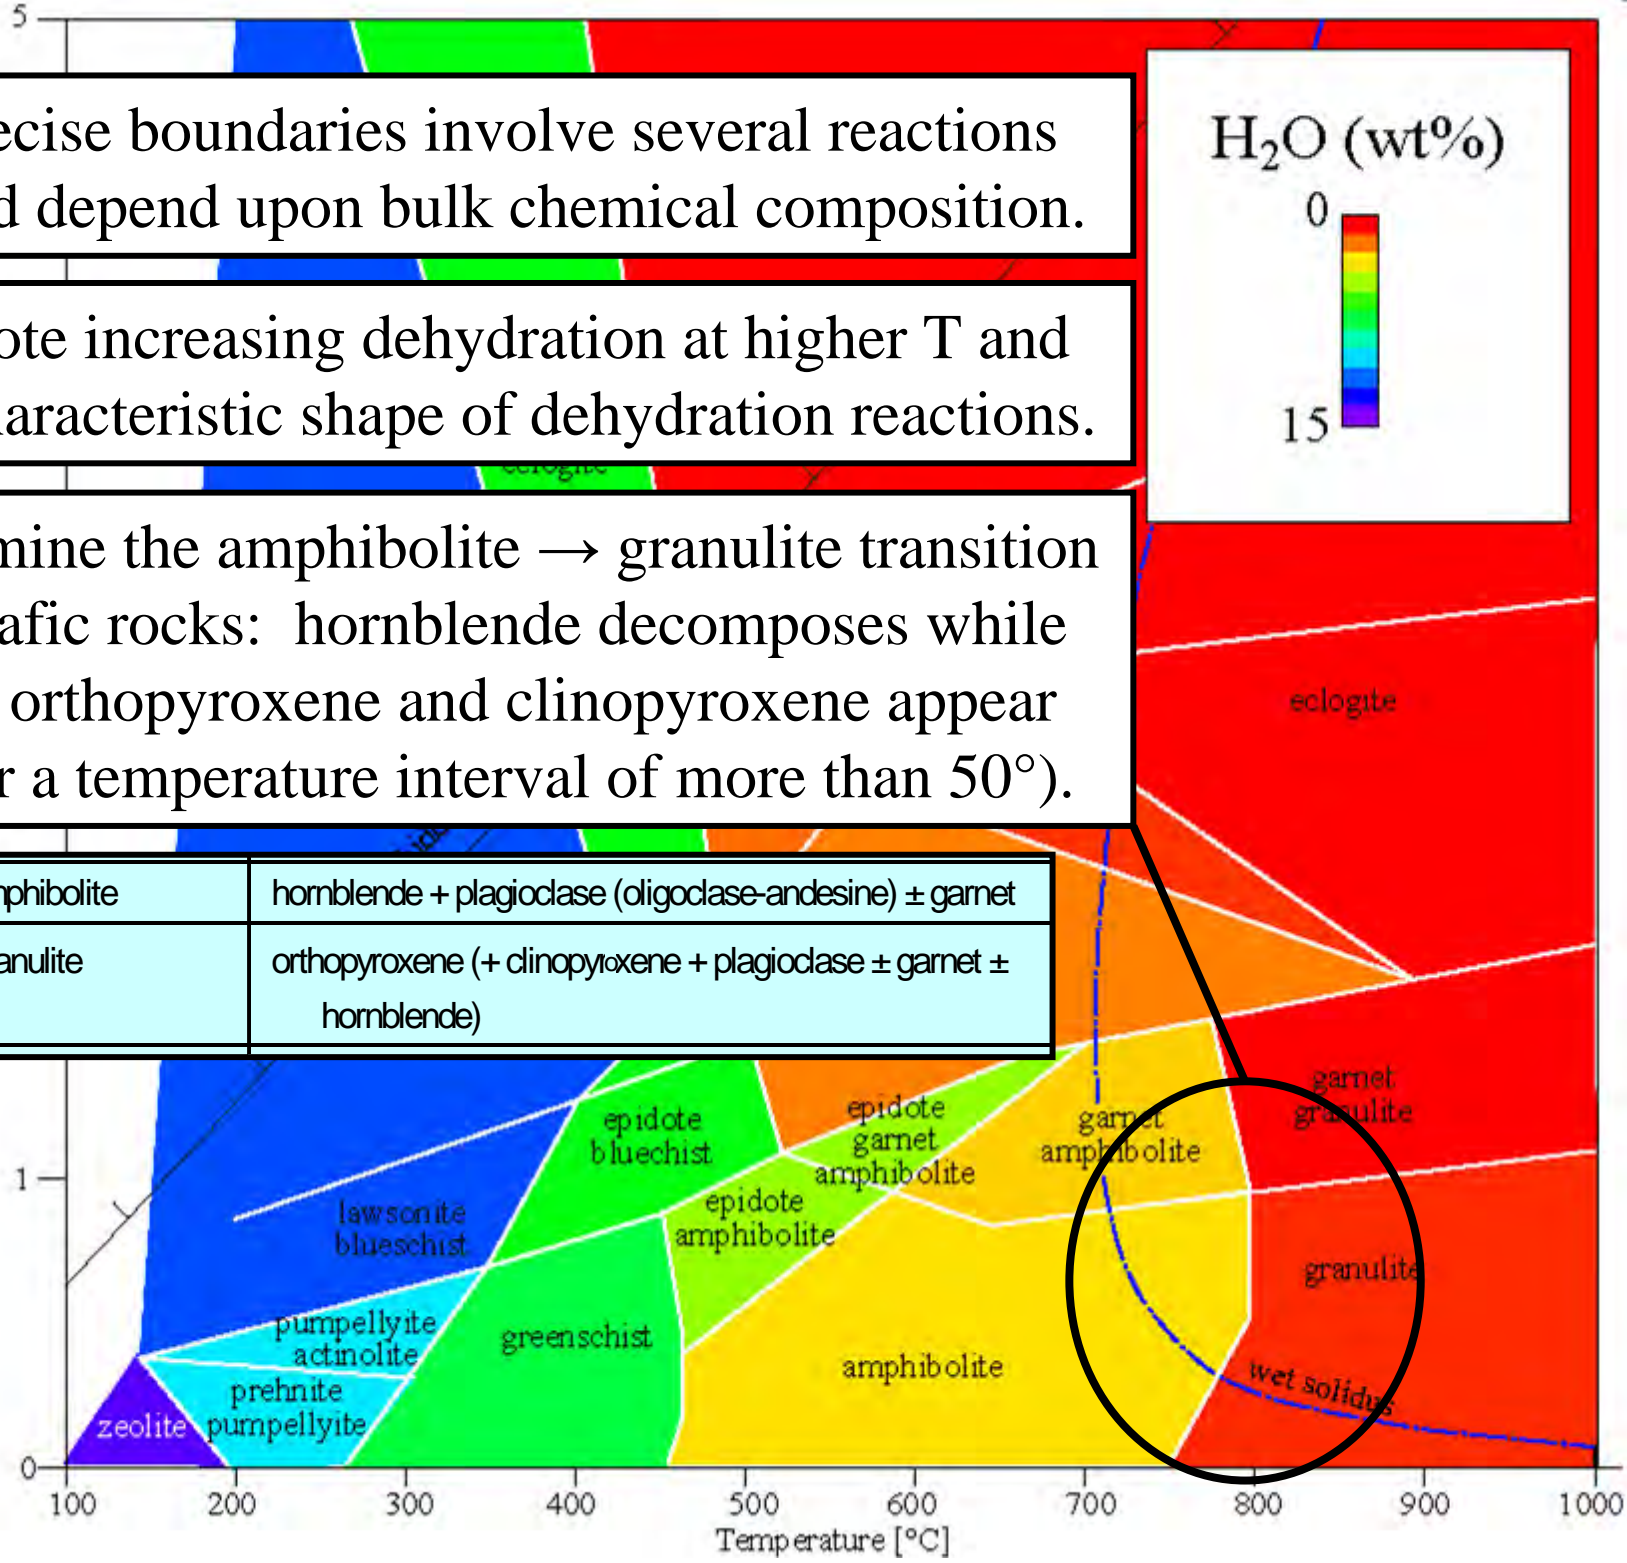 5
ecise boundaries involve several reactions
d depend upon bulk chemical composition.
H₂O (wt%)
0
15
ote increasing dehydration at higher T and
haracteristic shape of dehydration reactions.
eclogite
mine the amphibolite → granulite transition
afic rocks: hornblende decomposes while
orthopyroxene and clinopyroxene appear
r a temperature interval of more than 50°).
eclogite
mphibolite
hornblende + plagioclase (oligoclase-andesine) ± garnet
anulite
orthopyroxene (+ clinopyroxene + plagioclase ± garnet ±
hornblende)
garnet
granulite
epidote
bluechist
epidote
garnet
amphibolite
garnet
amphibolite
1
lawsonite
blueschist
epidote
amphibolite
granulite
pumpellyite
actinolite
greenschist
amphibolite
wet solidus
prehnite
pumpellyite
zeolite
0
100 200 300 400 500 600 700 800 900 1000
Temperature [°C]